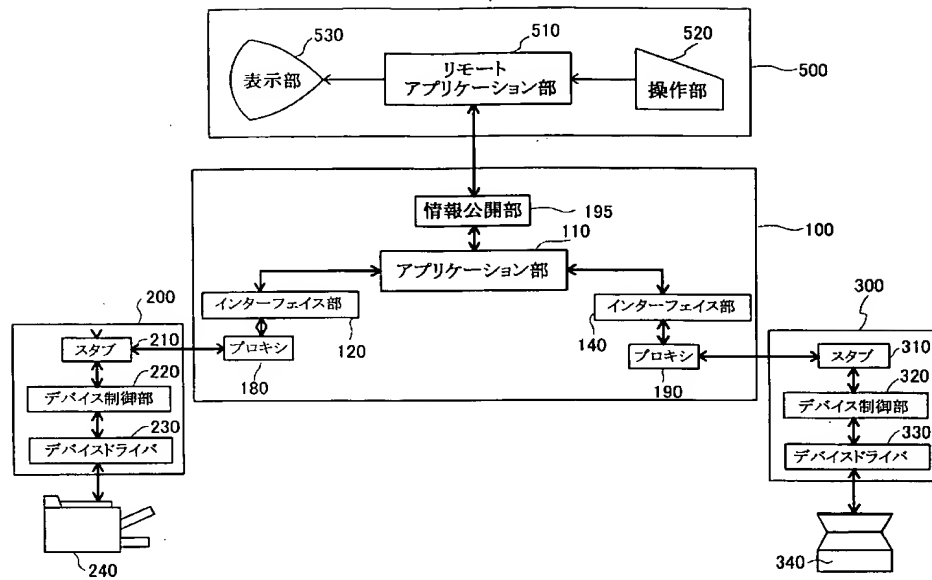 530
510
520
500
表示部
リモート
アプリケーション部
操作部
情報公開部
195
100
110
アプリケーション部
インターフェイス部
120
インターフェイス部
140
プロキシ
180
プロキシ
190
200
スタブ
210
220
デバイス制御部
230
デバイスドライバ
240
300
スタブ
310
320
デバイス制御部
330
デバイスドライバ
340